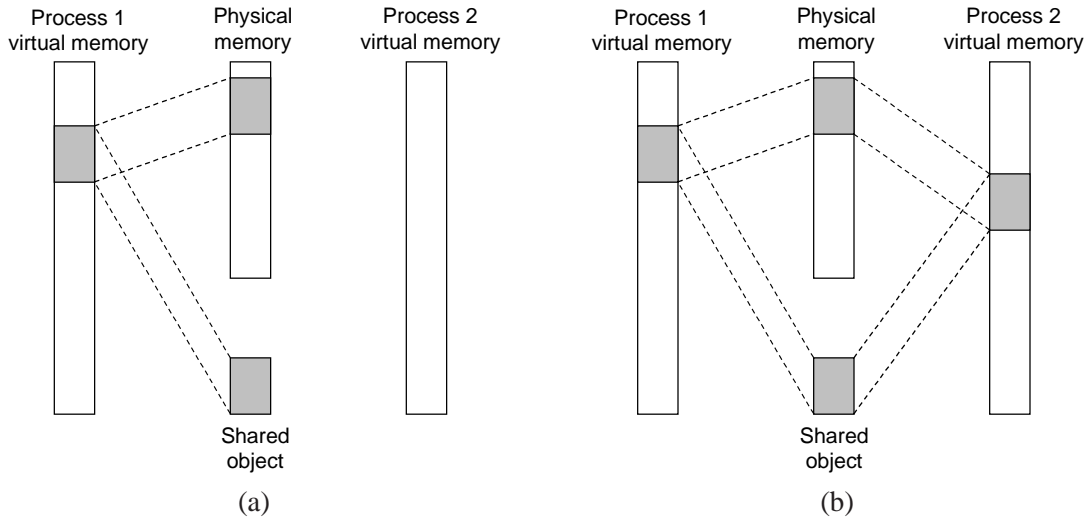 Process 1
virtual memory
Physical
memory
Process 2
virtual memory
Shared
object
(a)
Process 1
virtual memory
Physical
memory
Process 2
virtual memory
Shared
object
(b)